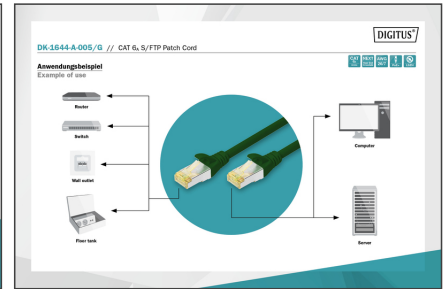 DIGITUS®
DK-1644-A-005/G // CAT 6A S/FTP Patch Cord
Anwendungsbeispiel
Example of use
Router
Switch
Wall outlet
Floor tank
Computer
Server